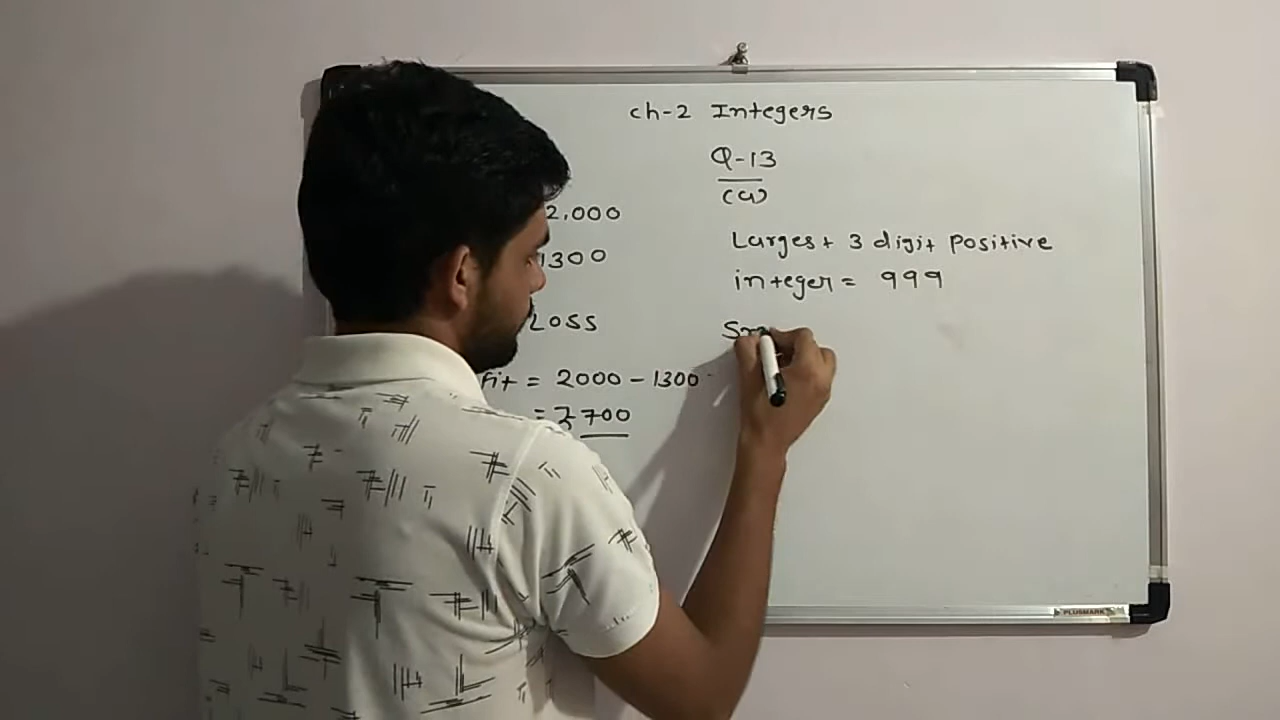 ch-2 Integers
2,000
1300
Loss
fit = 2000 - 1300
= ₹700
Q-13
(a)
Largest 3 digit positive
integer = 999
Sm
PLUSMARK